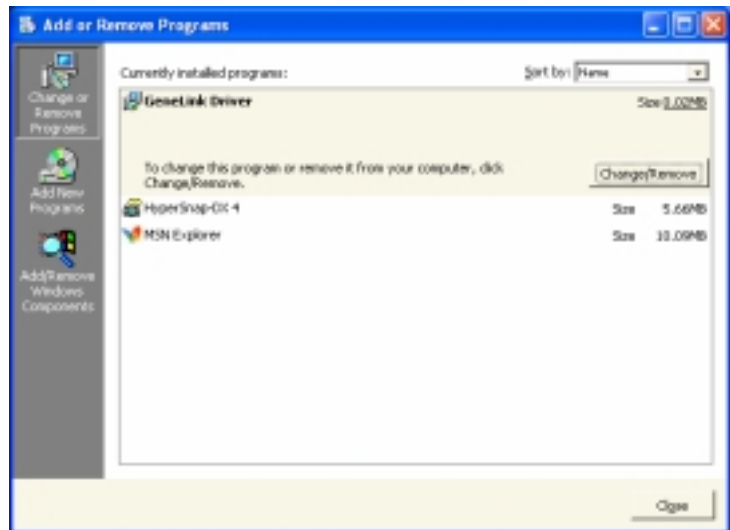 Add or Remove Programs
Change or
Remove
Programs
Add New
Programs
Add/Remove
Windows
Components
Currently installed programs:
Sort by: Name
GeneLink Driver
Size 1.02MB
To change this program or remove it from your computer, click
Change/Remove.
Change/Remove
HyperSnap-DX 4
Size 5.66MB
MSN Explorer
Size 10.09MB
Close